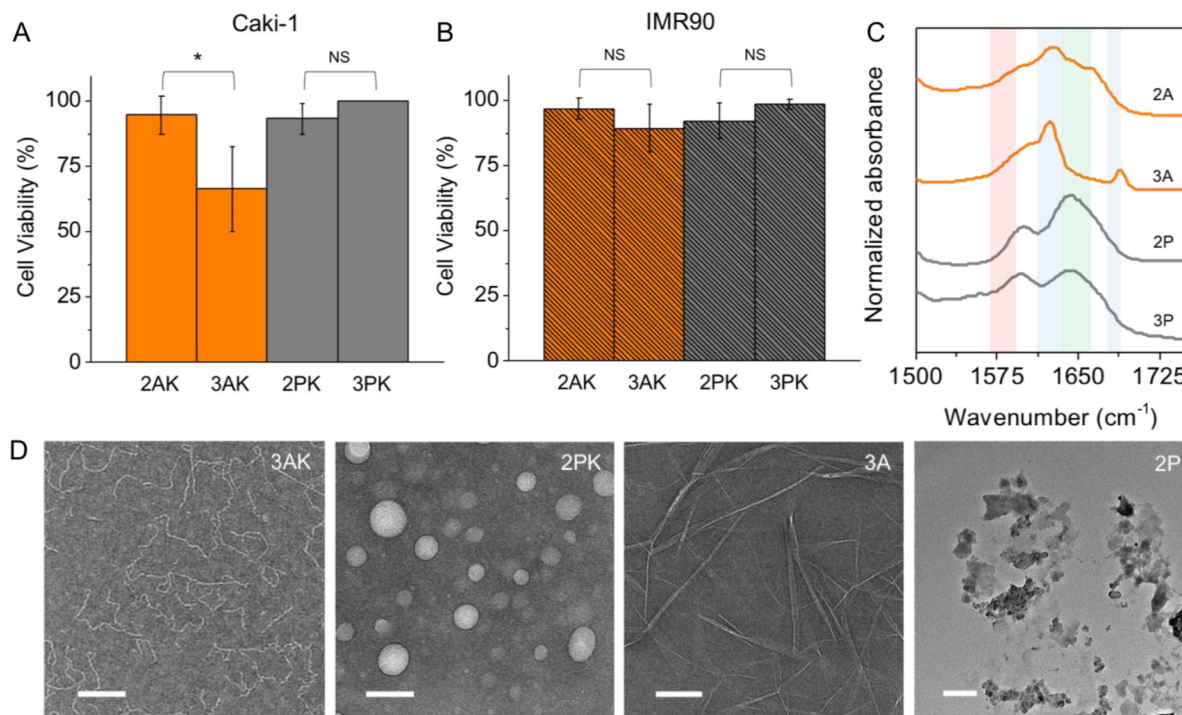 A
Caki-1
*
NS
Cell Viability (%)
100
75
50
25
0
2AK
3AK
2PK
3PK
B
IMR90
NS
NS
Cell Viability (%)
100
75
50
25
0
2AK
3AK
2PK
3PK
C
Normalized absorbance
2A
3A
2P
3P
1500
1575
1650
1725
Wavenumber (cm⁻¹)
D
3AK
2PK
3A
2P